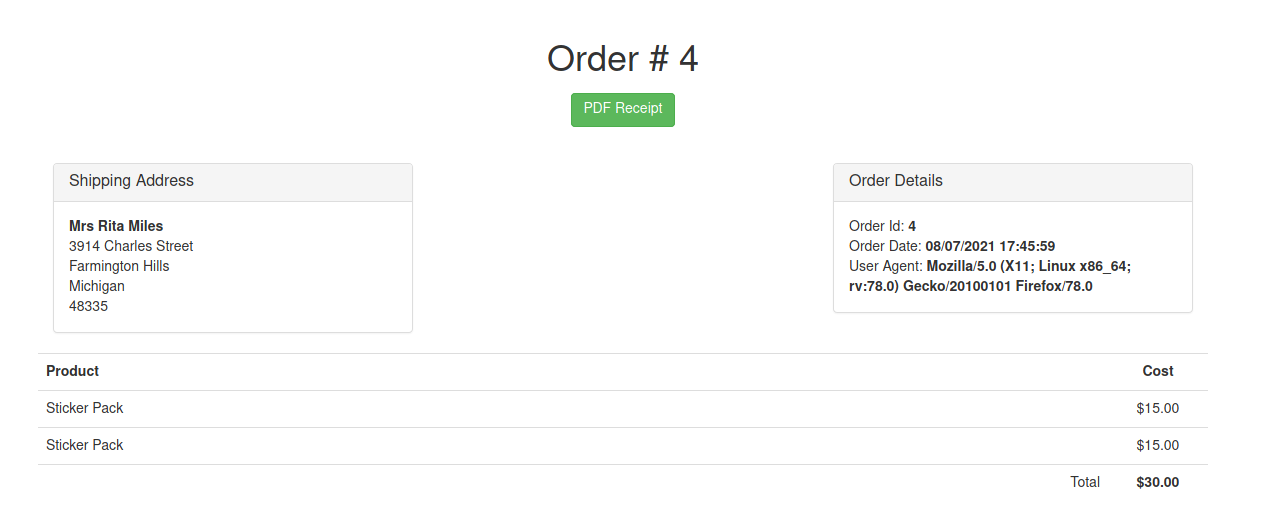 Order # 4
PDF Receipt
Shipping Address
Mrs Rita Miles
3914 Charles Street
Farmington Hills
Michigan
48335
Order Details
Order Id: 4
Order Date: 08/07/2021 17:45:59
User Agent: Mozilla/5.0 (X11; Linux x86_64;
rv:78.0) Gecko/20100101 Firefox/78.0
Product Cost
Sticker Pack $15.00
Sticker Pack $15.00
Total $30.00